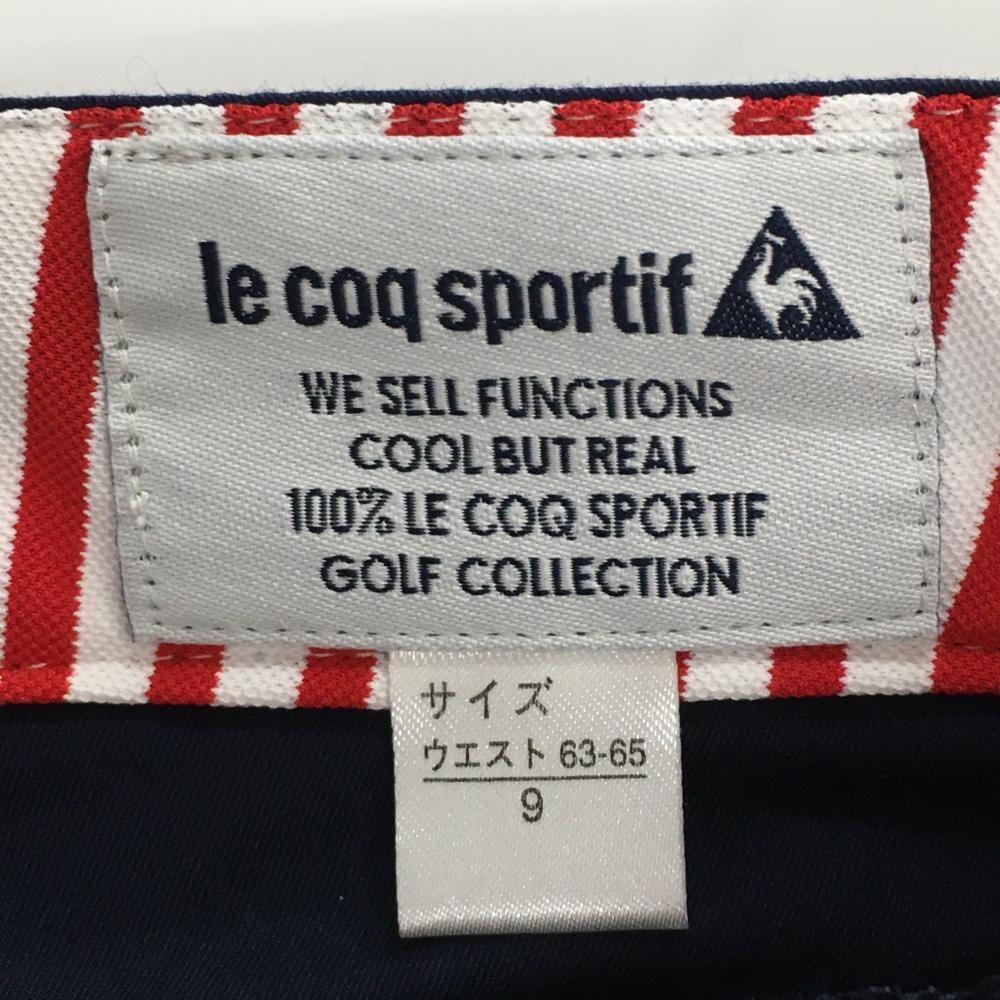 le coq sportif
WE SELL FUNCTIONS
COOL BUT REAL
100% LE COQ SPORTIF
GOLF COLLECTION
サイズ
ウエスト 63-65
9